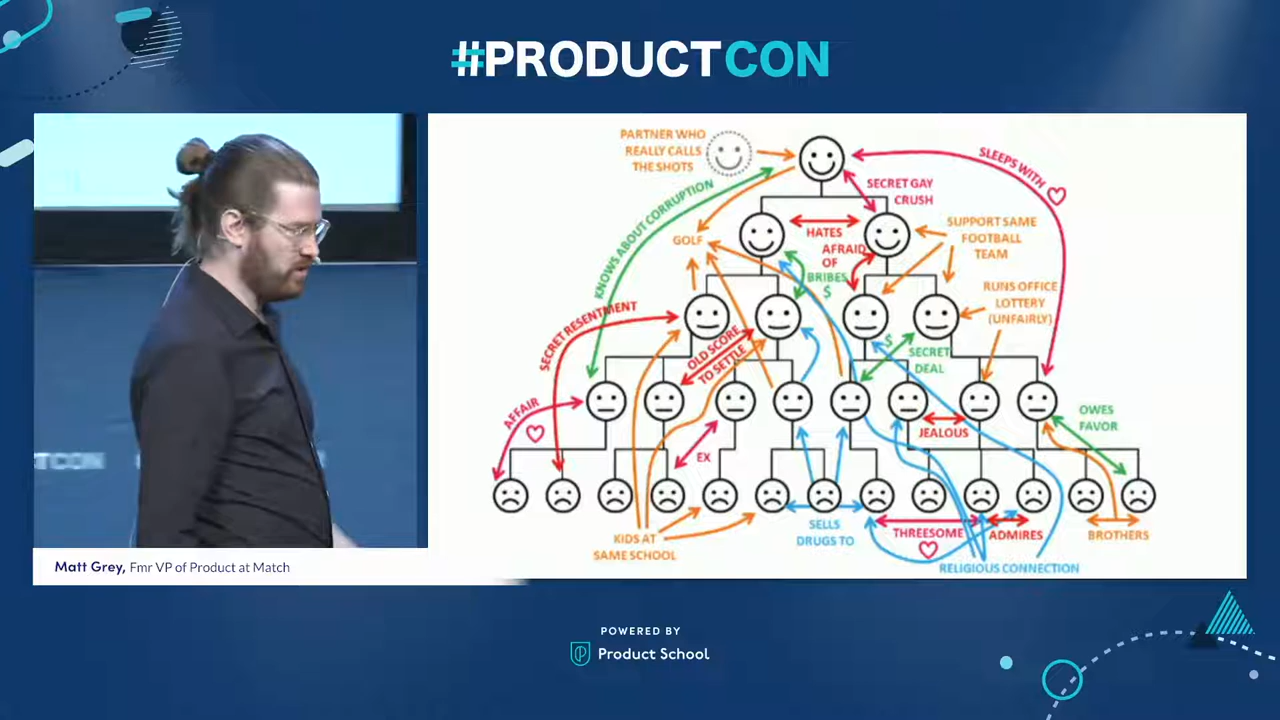 #PRODUCTCON
PARTNER WHO
REALLY CALLS
THE SHOTS
SLEEPS WITH
SECRET GAY
CRUSH
KNOWS ABOUT CORRUPTION
GOLF
HATES
AFRAID
OF
BRIBES
$
SUPPORT SAME
FOOTBALL
TEAM
RUNS OFFICE
LOTTERY
(UNFAIRLY)
SECRET RESENTMENT
OLD SCORE
TO SETTLE
$
SECRET
DEAL
AFFAIR
EX
JEALOUS
OWES
FAVOR
KIDS AT
SAME SCHOOL
SELLS
DRUGS TO
THREESOME
ADMIRES
BROTHERS
RELIGIOUS CONNECTION
TCON
Matt Grey, Fmr VP of Product at Match
POWERED BY
Product School